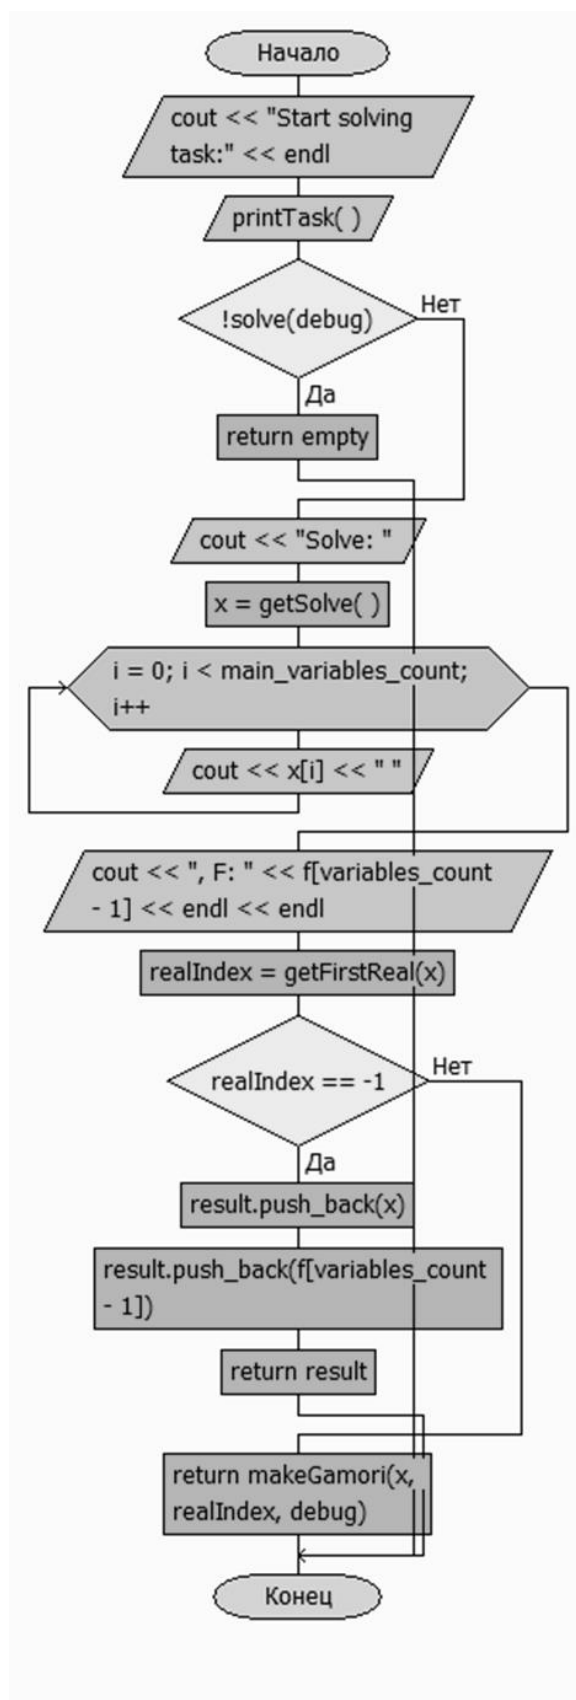 Начало
cout << "Start solving
task:" << endl
printTask( )
!solve(debug)
Нет
Да
return empty
cout << "Solve: "
x = getSolve( )
i = 0; i < main_variables_count;
i++
cout << x[i] << " "
cout << ", F: " << f[variables_count
- 1] << endl << endl
realIndex = getFirstReal(x)
realIndex == -1
Нет
Да
result.push_back(x)
result.push_back(f[variables_count
- 1])
return result
return makeGamori(x,
realIndex, debug)
Конец